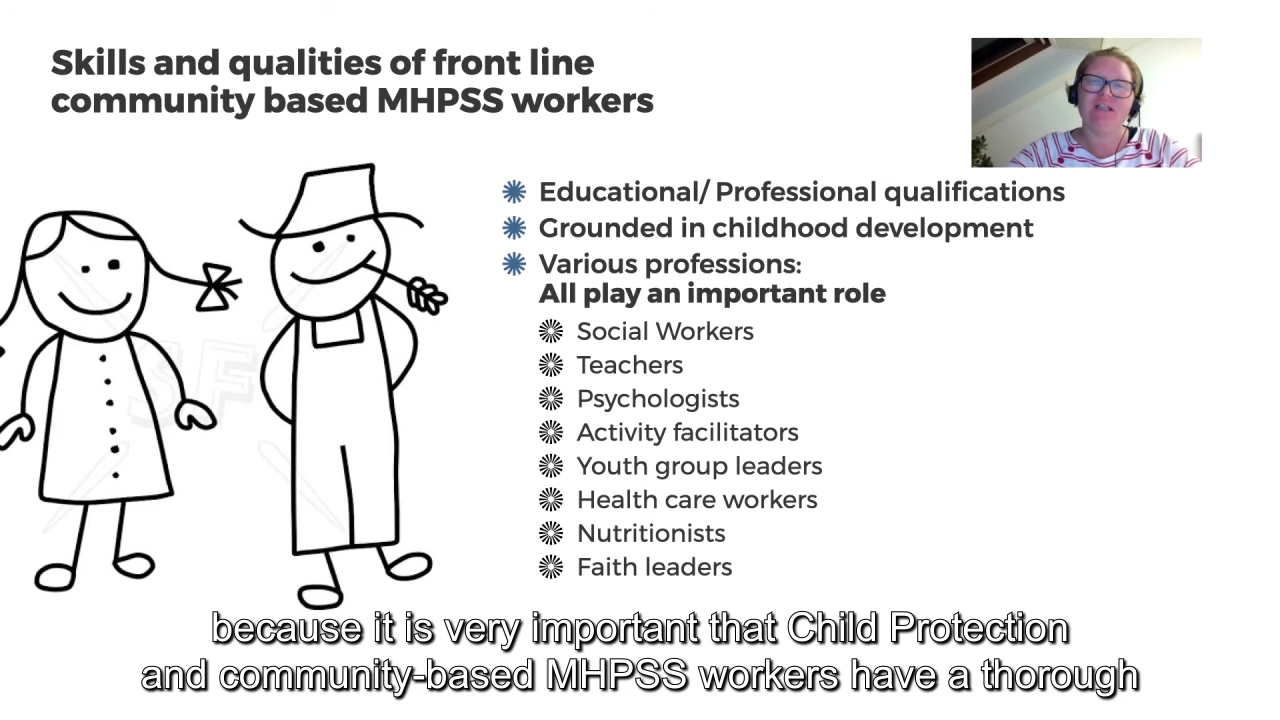 Skills and qualities of front line
community based MHPSS workers
Educational/ Professional qualifications
Grounded in childhood development
Various professions:
All play an important role
Social Workers
Teachers
Psychologists
Activity facilitators
Youth group leaders
Health care workers
Nutritionists
Faith leaders
because it is very important that Child Protection
and community-based MHPSS workers have a thorough